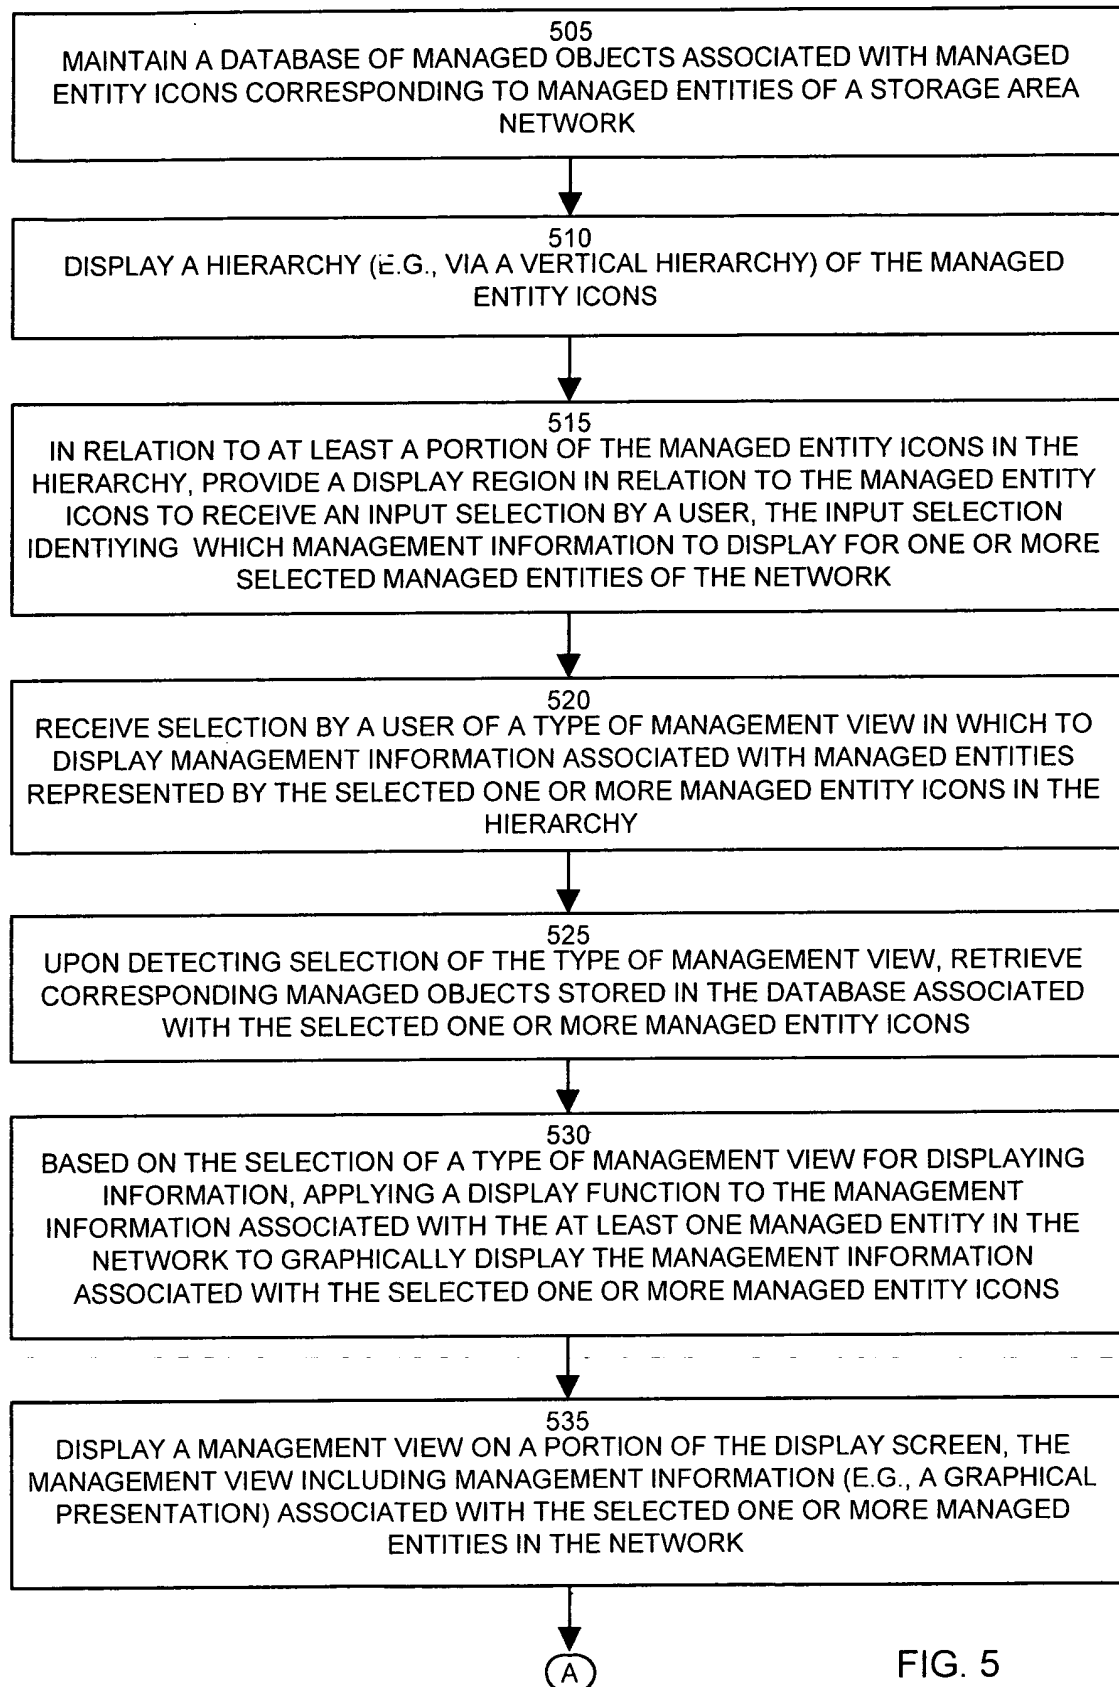 505
MAINTAIN A DATABASE OF MANAGED OBJECTS ASSOCIATED WITH MANAGED
ENTITY ICONS CORRESPONDING TO MANAGED ENTITIES OF A STORAGE AREA
NETWORK
510
DISPLAY A HIERARCHY (E.G., VIA A VERTICAL HIERARCHY) OF THE MANAGED
ENTITY ICONS
515
IN RELATION TO AT LEAST A PORTION OF THE MANAGED ENTITY ICONS IN THE
HIERARCHY, PROVIDE A DISPLAY REGION IN RELATION TO THE MANAGED ENTITY
ICONS TO RECEIVE AN INPUT SELECTION BY A USER, THE INPUT SELECTION
IDENTIYING WHICH MANAGEMENT INFORMATION TO DISPLAY FOR ONE OR MORE
SELECTED MANAGED ENTITIES OF THE NETWORK
520
RECEIVE SELECTION BY A USER OF A TYPE OF MANAGEMENT VIEW IN WHICH TO
DISPLAY MANAGEMENT INFORMATION ASSOCIATED WITH MANAGED ENTITIES
REPRESENTED BY THE SELECTED ONE OR MORE MANAGED ENTITY ICONS IN THE
HIERARCHY
525
UPON DETECTING SELECTION OF THE TYPE OF MANAGEMENT VIEW, RETRIEVE
CORRESPONDING MANAGED OBJECTS STORED IN THE DATABASE ASSOCIATED
WITH THE SELECTED ONE OR MORE MANAGED ENTITY ICONS
530
BASED ON THE SELECTION OF A TYPE OF MANAGEMENT VIEW FOR DISPLAYING
INFORMATION, APPLYING A DISPLAY FUNCTION TO THE MANAGEMENT
INFORMATION ASSOCIATED WITH THE AT LEAST ONE MANAGED ENTITY IN THE
NETWORK TO GRAPHICALLY DISPLAY THE MANAGEMENT INFORMATION
ASSOCIATED WITH THE SELECTED ONE OR MORE MANAGED ENTITY ICONS
535
DISPLAY A MANAGEMENT VIEW ON A PORTION OF THE DISPLAY SCREEN, THE
MANAGEMENT VIEW INCLUDING MANAGEMENT INFORMATION (E.G., A GRAPHICAL
PRESENTATION) ASSOCIATED WITH THE SELECTED ONE OR MORE MANAGED
ENTITIES IN THE NETWORK
A
FIG. 5